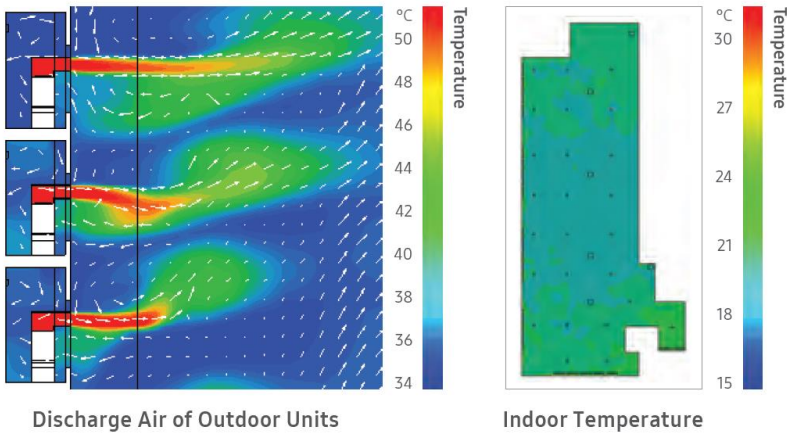 °C
50
48
46
44
42
40
38
36
34
Temperature
Discharge Air of Outdoor Units
°C
30
27
24
21
18
15
Temperature
Indoor Temperature